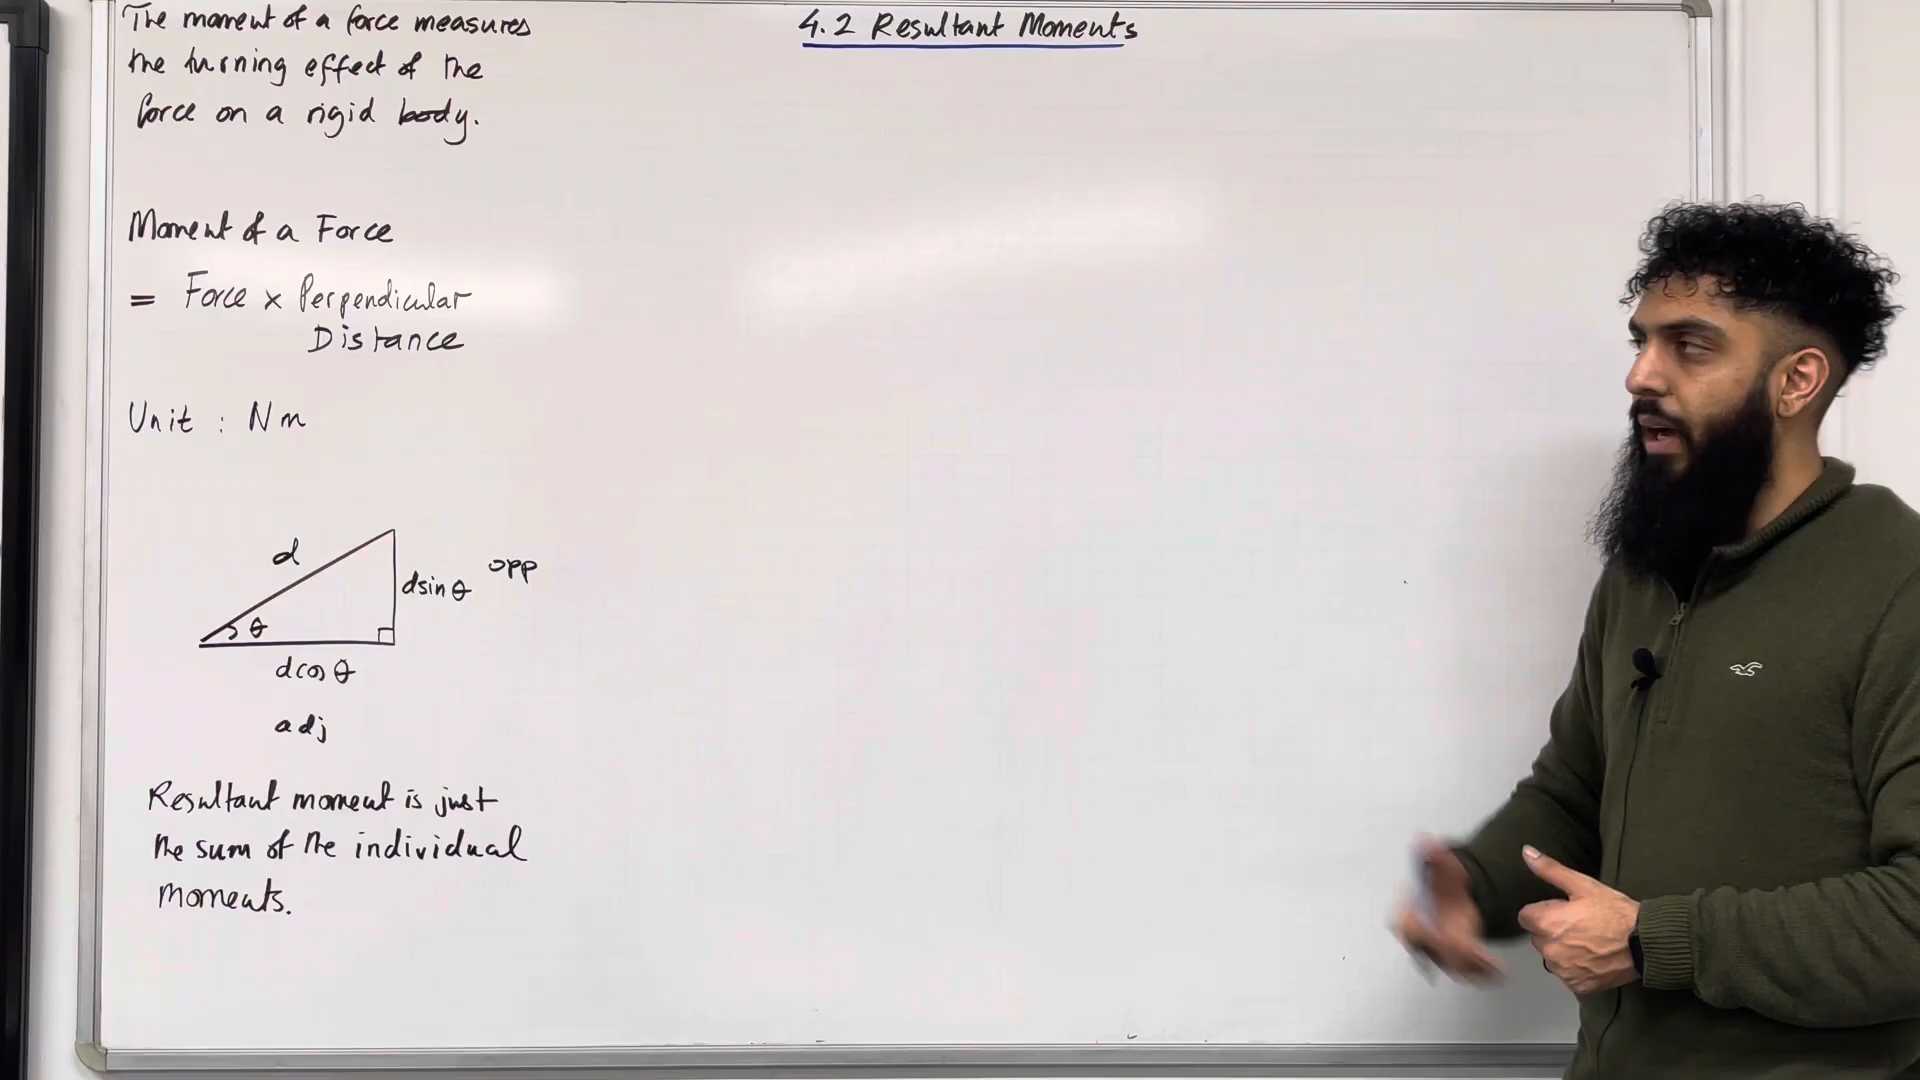 The moment of a force measures
the turning effect of the
force on a rigid body.
4.2 Resultant Moments
Moment of a Force
= Force × Perpendicular
Distance
Unit : Nm
d
dsinθ
opp
θ
dcosθ
adj
Resultant moment is just
the sum of the individual
moments.